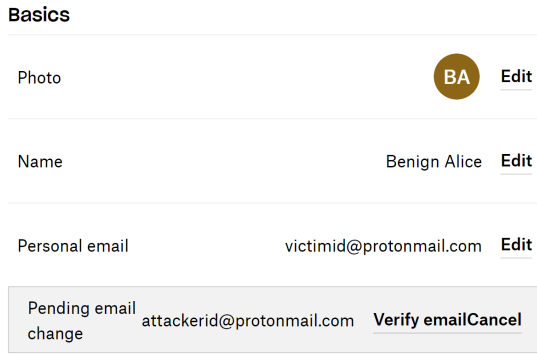 Basics
Photo BA Edit
Name Benign Alice Edit
Personal email victimid@protonmail.com Edit
Pending email
change attackerid@protonmail.com Verify emailCancel